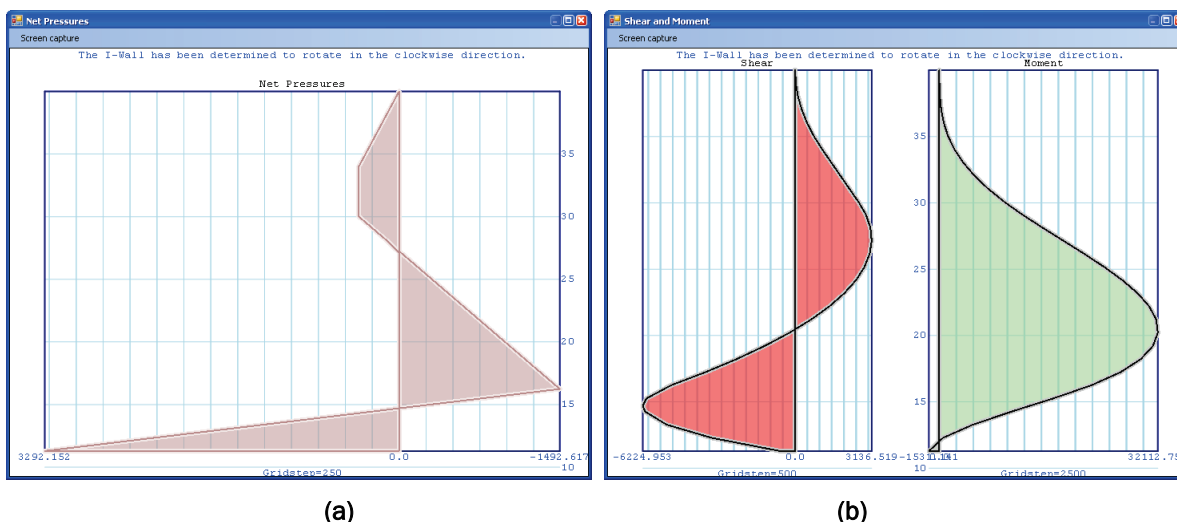 Net Pressures
Screen capture
The I-Wall has been determined to rotate in the clockwise direction.
Net Pressures
35
30
25
20
15
3292.152
0.0
-1492.617
Gridstep=250
10
(a)
Shear and Moment
Screen capture
The I-Wall has been determined to rotate in the clockwise direction.
Shear
Moment
35
30
25
20
15
-6224.953
0.0
3136.519
32112.75
Gridstep=500
10
Gridstep=2500
(b)